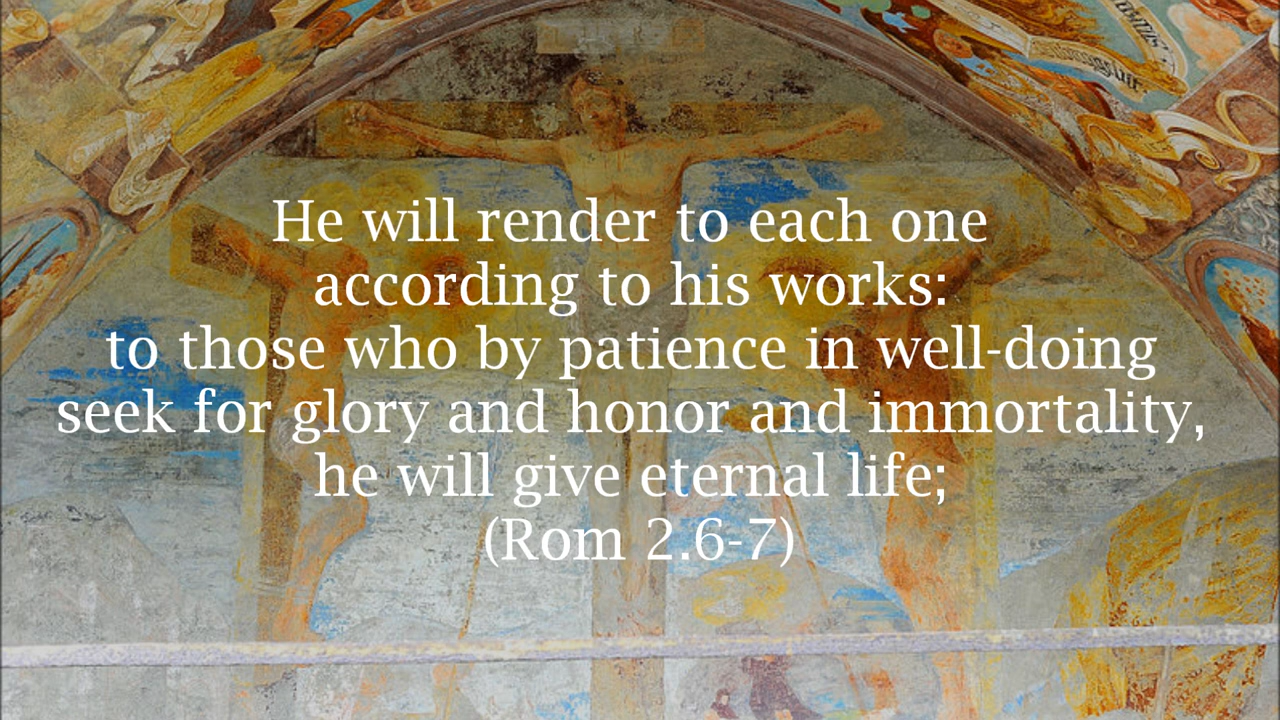 He will render to each one
according to his works:
to those who by patience in well-doing
seek for glory and honor and immortality,
he will give eternal life;
(Rom 2.6-7)